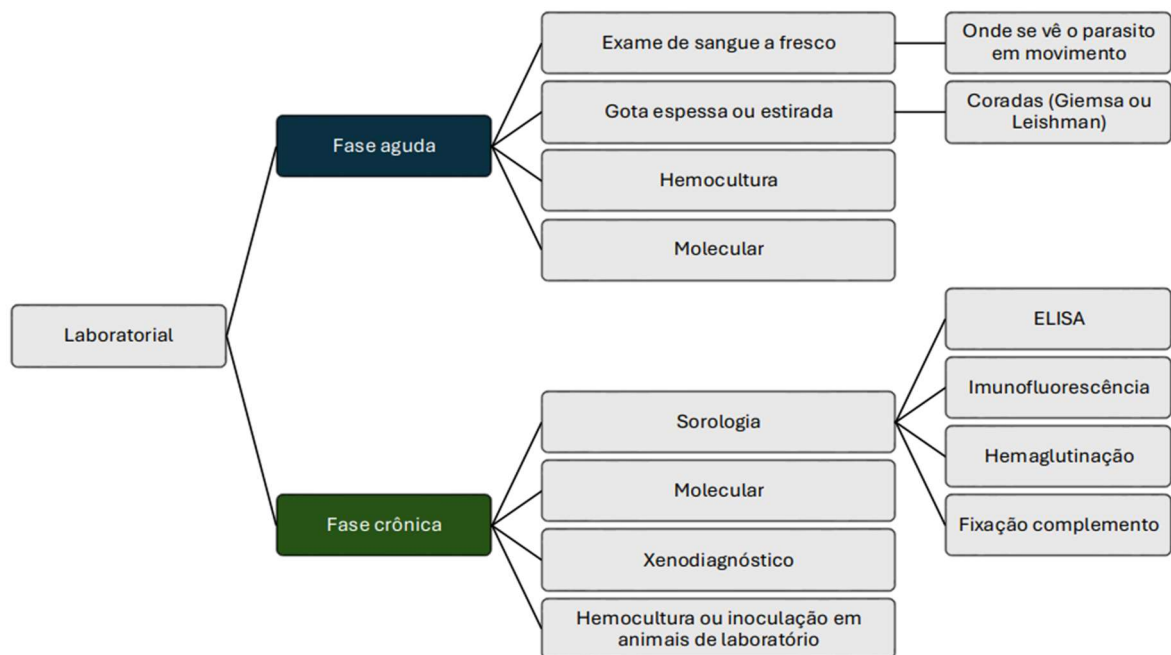 Laboratorial
Fase aguda
Exame de sangue a fresco
Onde se vê o parasito
em movimento
Gota espessa ou estirada
Coradas (Giemsa ou
Leishman)
Hemocultura
Molecular
Fase crônica
Sorologia
ELISA
Imunofluorescência
Hemaglutinação
Fixação complemento
Molecular
Xenodiagnóstico
Hemocultura ou inoculação em
animais de laboratório